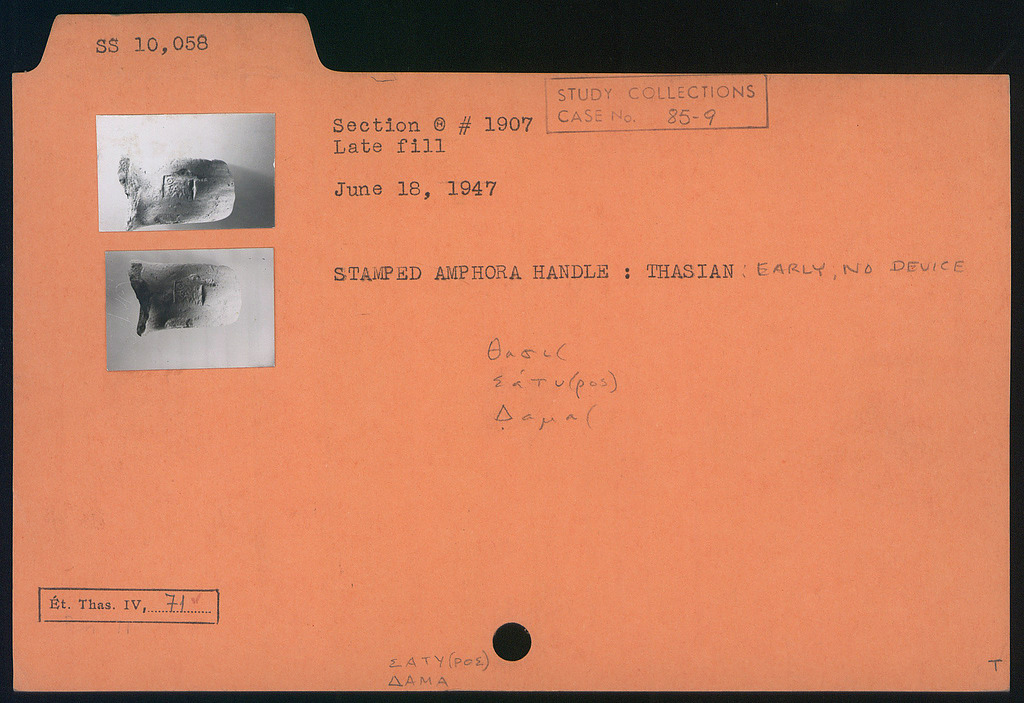 SS 10,058
STUDY COLLECTIONS
CASE No. 85-9
Section Ⓗ # 1907
Late fill
June 18, 1947
STAMPED AMPHORA HANDLE : THASIAN: EARLY, NO DEVICE
Θασι(
Σάτυ(ρος)
Δαμα(
Ét. Thas. IV, 71
ΣΑΤΥ(ΡΟΣ)
ΔΑΜΑ
T